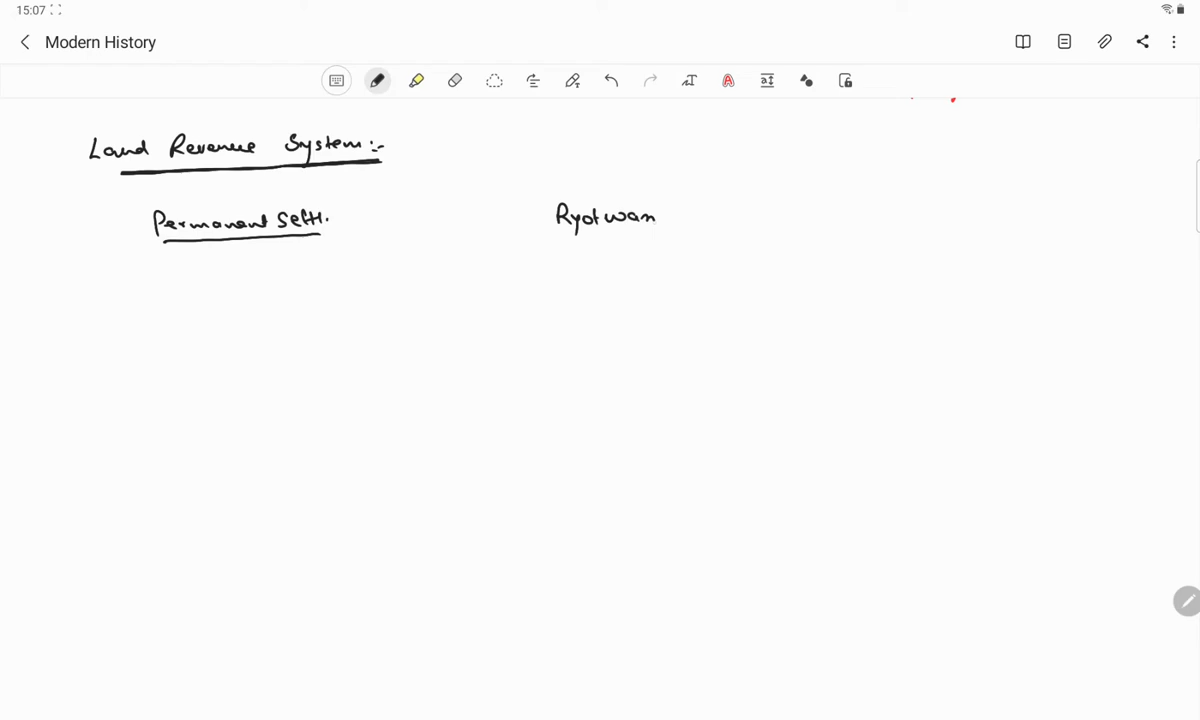 15:07
Modern History
Land Revenue System:-
Permanent Settl.
Ryotwari